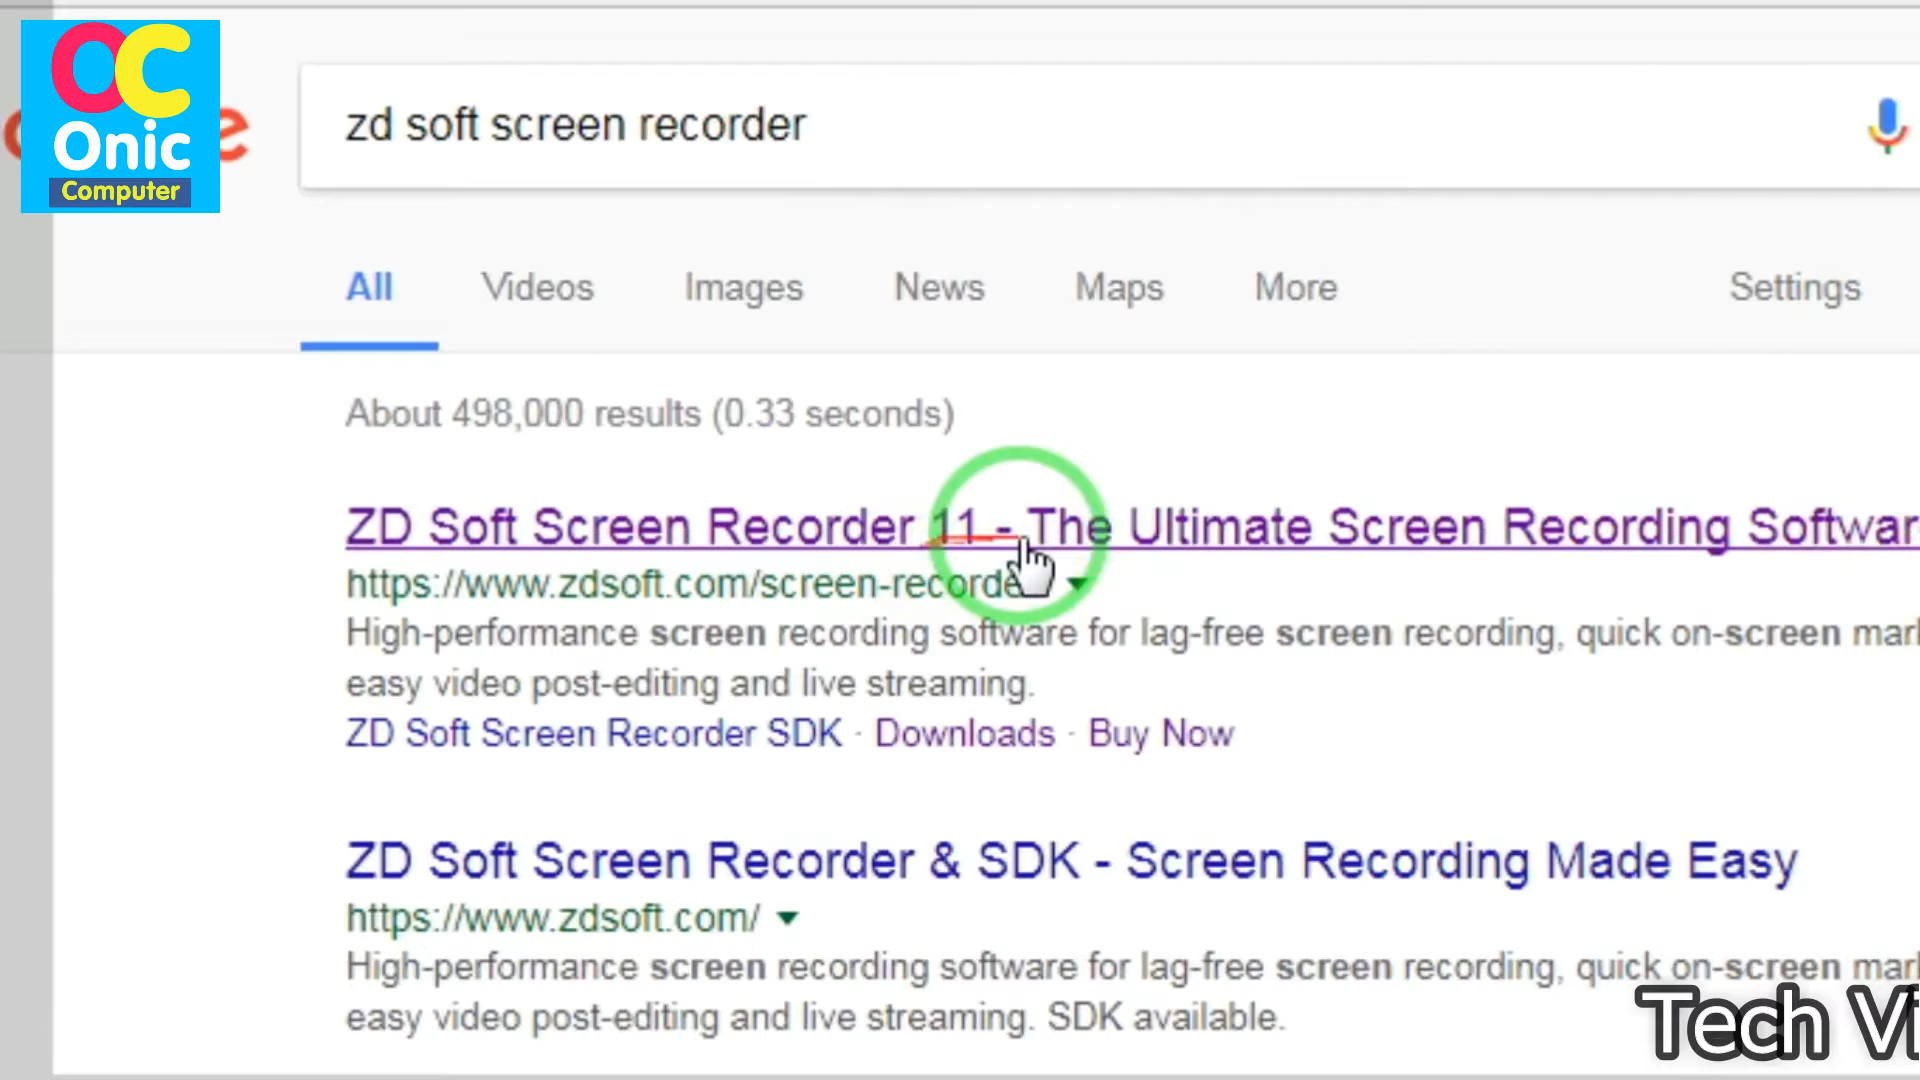 OC
Onic
Computer
e
zd soft screen recorder
All Videos Images News Maps More Settings
About 498,000 results (0.33 seconds)
ZD Soft Screen Recorder 11 - The Ultimate Screen Recording Softwar
https://www.zdsoft.com/screen-recorde
High-performance screen recording software for lag-free screen recording, quick on-screen mar
easy video post-editing and live streaming.
ZD Soft Screen Recorder SDK · Downloads · Buy Now
ZD Soft Screen Recorder & SDK - Screen Recording Made Easy
https://www.zdsoft.com/
High-performance screen recording software for lag-free screen recording, quick on-screen mar
easy video post-editing and live streaming. SDK available.
Tech Vi